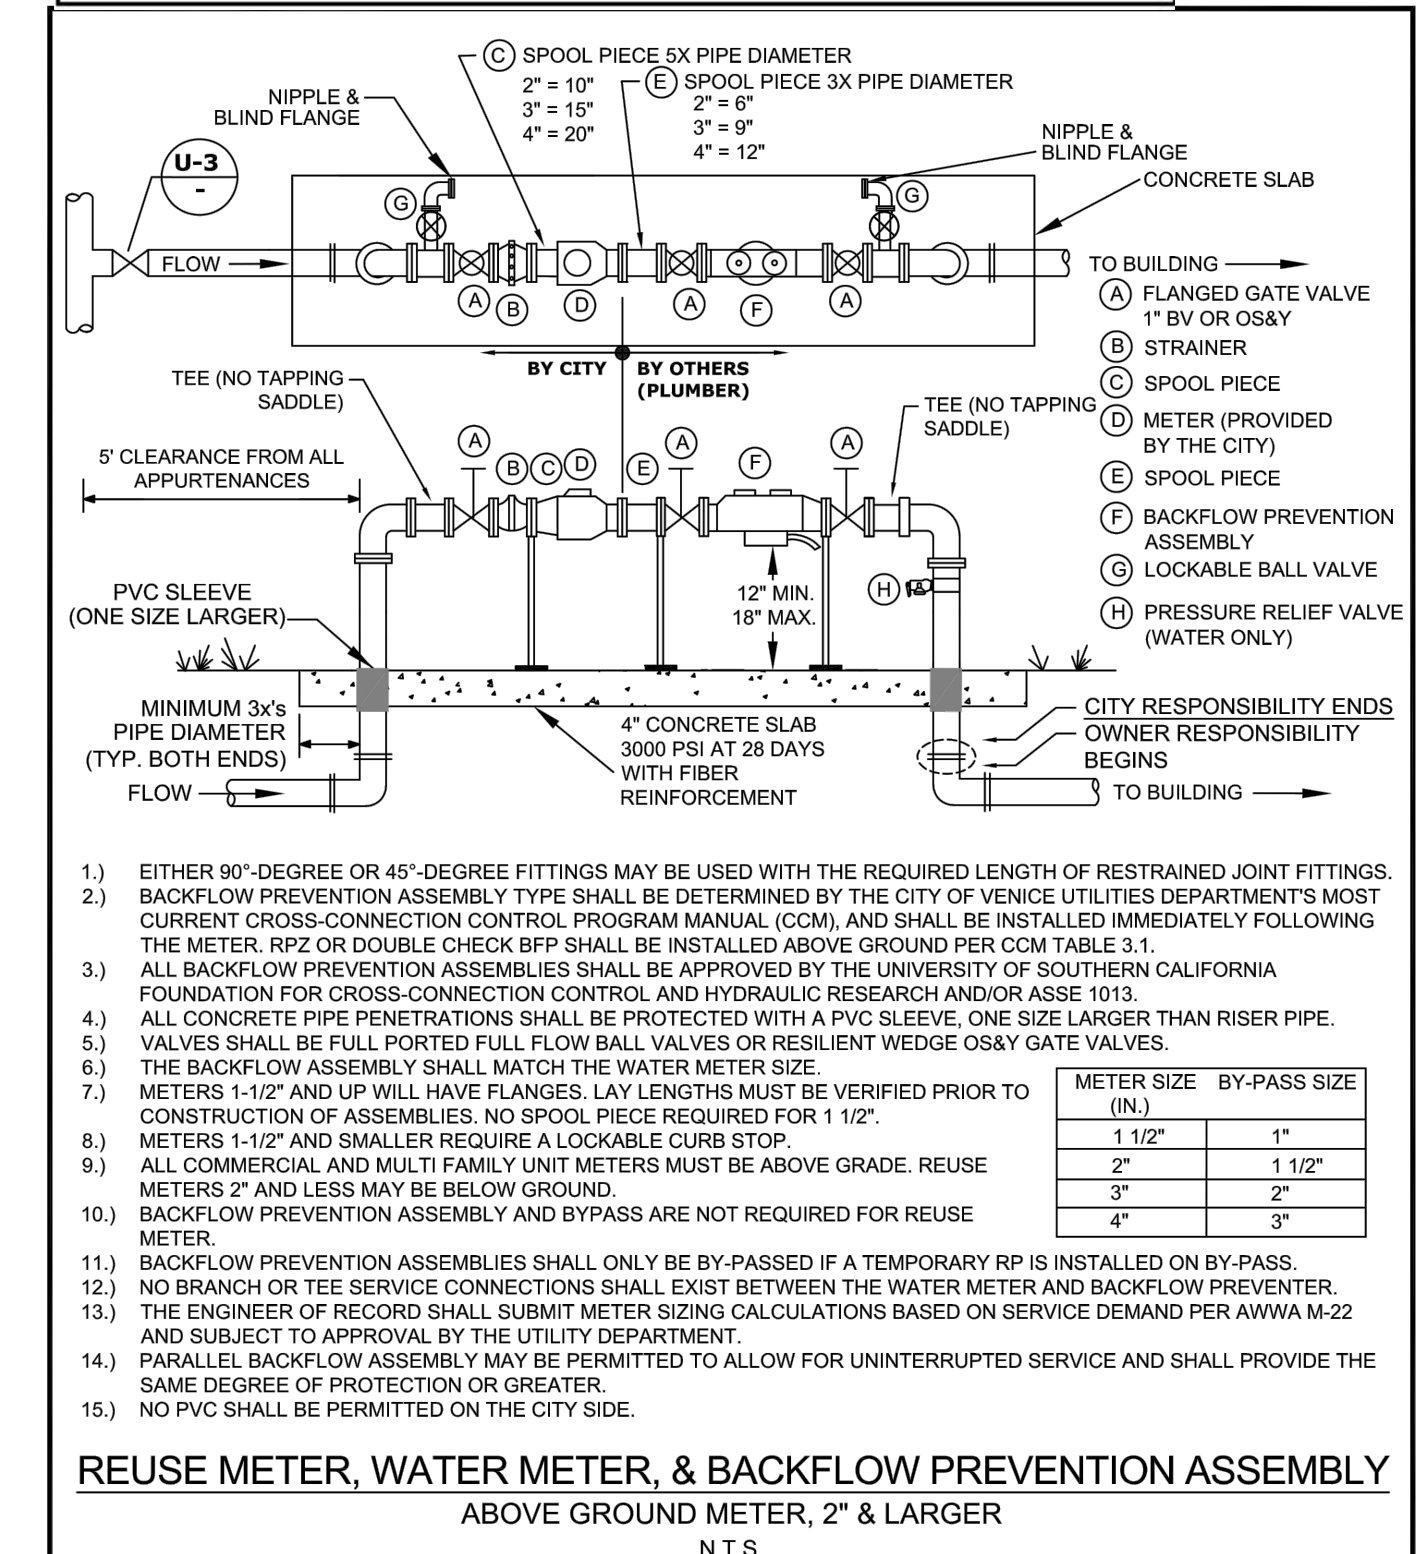 C SPOOL PIECE 5X PIPE DIAMETER
2" = 10"
3" = 15"
4" = 20"
E SPOOL PIECE 3X PIPE DIAMETER
2" = 6"
3" = 9"
4" = 12"
NIPPLE &
BLIND FLANGE
NIPPLE &
BLIND FLANGE
CONCRETE SLAB
U-3
-
G
G
FLOW
A
B
D
A
F
A
TO BUILDING
BY CITY
BY OTHERS
(PLUMBER)
A FLANGED GATE VALVE
1" BV OR OS&Y
B STRAINER
C SPOOL PIECE
D METER (PROVIDED
BY THE CITY)
E SPOOL PIECE
F BACKFLOW PREVENTION
ASSEMBLY
G LOCKABLE BALL VALVE
H PRESSURE RELIEF VALVE
(WATER ONLY)
TEE (NO TAPPING
SADDLE)
TEE (NO TAPPING
SADDLE)
5' CLEARANCE FROM ALL
APPURTENANCES
A
B
C
D
E
A
F
A
PVC SLEEVE
(ONE SIZE LARGER)
12" MIN.
18" MAX.
H
MINIMUM 3x's
PIPE DIAMETER
(TYP. BOTH ENDS)
FLOW
4" CONCRETE SLAB
3000 PSI AT 28 DAYS
WITH FIBER
REINFORCEMENT
CITY RESPONSIBILITY ENDS
OWNER RESPONSIBILITY
BEGINS
TO BUILDING
1.) EITHER 90°-DEGREE OR 45°-DEGREE FITTINGS MAY BE USED WITH THE REQUIRED LENGTH OF RESTRAINED JOINT FITTINGS.
2.) BACKFLOW PREVENTION ASSEMBLY TYPE SHALL BE DETERMINED BY THE CITY OF VENICE UTILITIES DEPARTMENT'S MOST
CURRENT CROSS-CONNECTION CONTROL PROGRAM MANUAL (CCM), AND SHALL BE INSTALLED IMMEDIATELY FOLLOWING
THE METER. RPZ OR DOUBLE CHECK BFP SHALL BE INSTALLED ABOVE GROUND PER CCM TABLE 3.1.
3.) ALL BACKFLOW PREVENTION ASSEMBLIES SHALL BE APPROVED BY THE UNIVERSITY OF SOUTHERN CALIFORNIA
FOUNDATION FOR CROSS-CONNECTION CONTROL AND HYDRAULIC RESEARCH AND/OR ASSE 1013.
4.) ALL CONCRETE PIPE PENETRATIONS SHALL BE PROTECTED WITH A PVC SLEEVE, ONE SIZE LARGER THAN RISER PIPE.
5.) VALVES SHALL BE FULL PORTED FULL FLOW BALL VALVES OR RESILIENT WEDGE OS&Y GATE VALVES.
6.) THE BACKFLOW ASSEMBLY SHALL MATCH THE WATER METER SIZE.
7.) METERS 1-1/2" AND UP WILL HAVE FLANGES. LAY LENGTHS MUST BE VERIFIED PRIOR TO
CONSTRUCTION OF ASSEMBLIES. NO SPOOL PIECE REQUIRED FOR 1 1/2".
8.) METERS 1-1/2" AND SMALLER REQUIRE A LOCKABLE CURB STOP.
9.) ALL COMMERCIAL AND MULTI FAMILY UNIT METERS MUST BE ABOVE GRADE. REUSE
METERS 2" AND LESS MAY BE BELOW GROUND.
10.) BACKFLOW PREVENTION ASSEMBLY AND BYPASS ARE NOT REQUIRED FOR REUSE
METER.
METER SIZE BY-PASS SIZE
(IN.)
1 1/2" 1"
2" 1 1/2"
3" 2"
4" 3"
11.) BACKFLOW PREVENTION ASSEMBLIES SHALL ONLY BE BY-PASSED IF A TEMPORARY RP IS INSTALLED ON BY-PASS.
12.) NO BRANCH OR TEE SERVICE CONNECTIONS SHALL EXIST BETWEEN THE WATER METER AND BACKFLOW PREVENTER.
13.) THE ENGINEER OF RECORD SHALL SUBMIT METER SIZING CALCULATIONS BASED ON SERVICE DEMAND PER AWWA M-22
AND SUBJECT TO APPROVAL BY THE UTILITY DEPARTMENT.
14.) PARALLEL BACKFLOW ASSEMBLY MAY BE PERMITTED TO ALLOW FOR UNINTERRUPTED SERVICE AND SHALL PROVIDE THE
SAME DEGREE OF PROTECTION OR GREATER.
15.) NO PVC SHALL BE PERMITTED ON THE CITY SIDE.
REUSE METER, WATER METER, & BACKFLOW PREVENTION ASSEMBLY
ABOVE GROUND METER, 2" & LARGER
N.T.S.